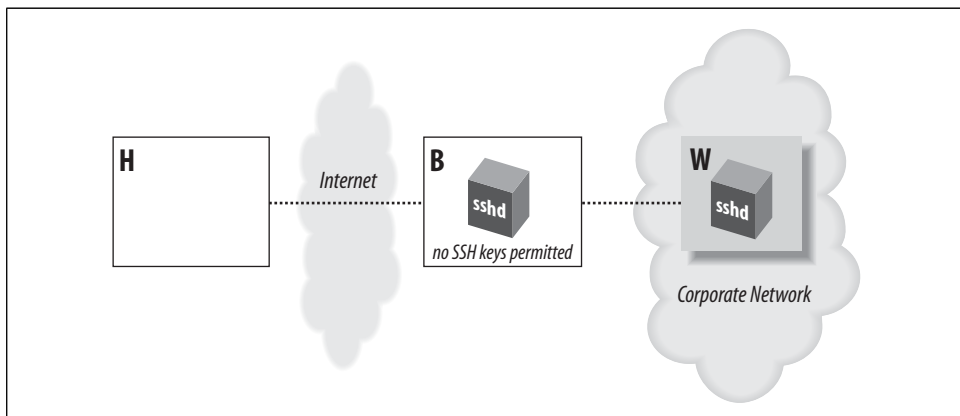 H
Internet
B
sshd
no SSH keys permitted
W
sshd
Corporate Network